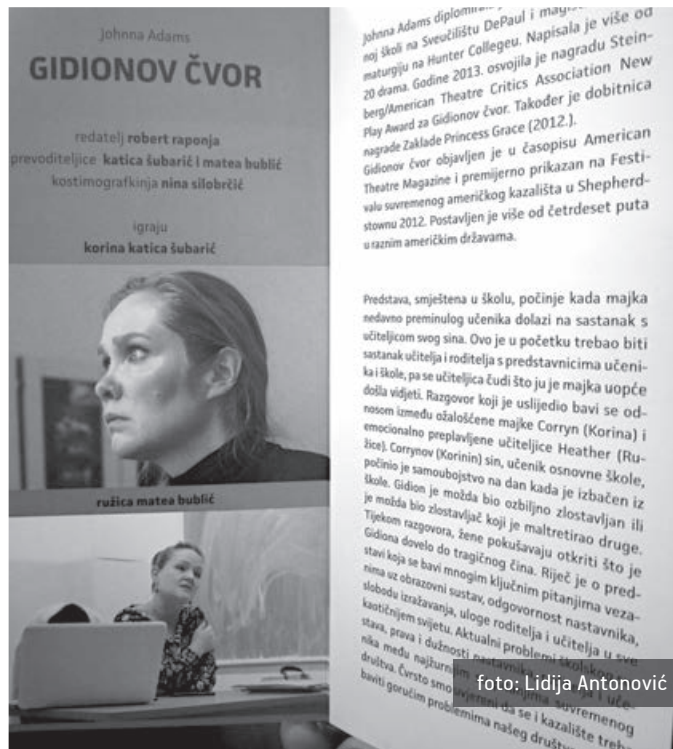 Johnna Adams
GIDIONOV ČVOR
redatelj robert raponja
prevoditeljice katica šubarić i matea bublić
kostimografkinja nina silobrčić
igraju
korina katica šubarić
ružica matea bublić
Johnna Adams diplomirala
noj školi na Sveučilištu DePaul i
maturgiju na Hunter Collegeu. Napisala je više od
20 drama. Godine 2013. osvojila je nagradu Stein-
berg/American Theatre Critics Association New
Play Award za Gidionov čvor. Također je dobitnica
nagrade Zaklade Princess Grace (2012.).
Gidionov čvor objavljen je u časopisu American
Theatre Magazine i premijerno prikazan na Festi-
valu suvremenog američkog kazališta u Shepherd-
stownu 2012. Postavljen je više od četrdeset puta
u raznim američkim državama.
Predstava, smještena u školu, počinje kada majka
nedavno preminulog učenika dolazi na sastanak s
učiteljicom svog sina. Ovo je u početku trebao biti
sastanak učitelja i roditelja s predstavnicima učeni-
ka i škole, pa se učiteljica čudi što ju je majka uopće
došla vidjeti. Razgovor koji je uslijedio bavi se od-
nosom između ožalošćene majke Corryn (Korina) i
emocionalno preplavljene učiteljice Heather (Ru-
žice). Corrynov (Korinin) sin, učenik osnovne škole,
počinio je samoubojstvo na dan kada je izbačen iz
škole. Gidion je možda bio ozbiljno zlostavljan ili
je možda bio zlostavljač koji je maltretirao druge.
Tijekom razgovora, žene pokušavaju otkriti što je
Gidiona dovelo do tragičnog čina. Riječ je o pred-
stavi koja se bavi mnogim ključnim pitanjima veza-
nima uz obrazovni sustav, odgovornost nastavnika,
slobodu izražavanja, uloge roditelja i učitelja u sve
kaotičnijem svijetu. Aktualni problemi školskog
stava, prava i dužnosti nastavnika i uče-
nika među najžurnijim suvremenog
društva. Čvrsto smo uvjereni da se i kazalište treba
baviti gorućim problemima našeg
foto: Lidija Antonović